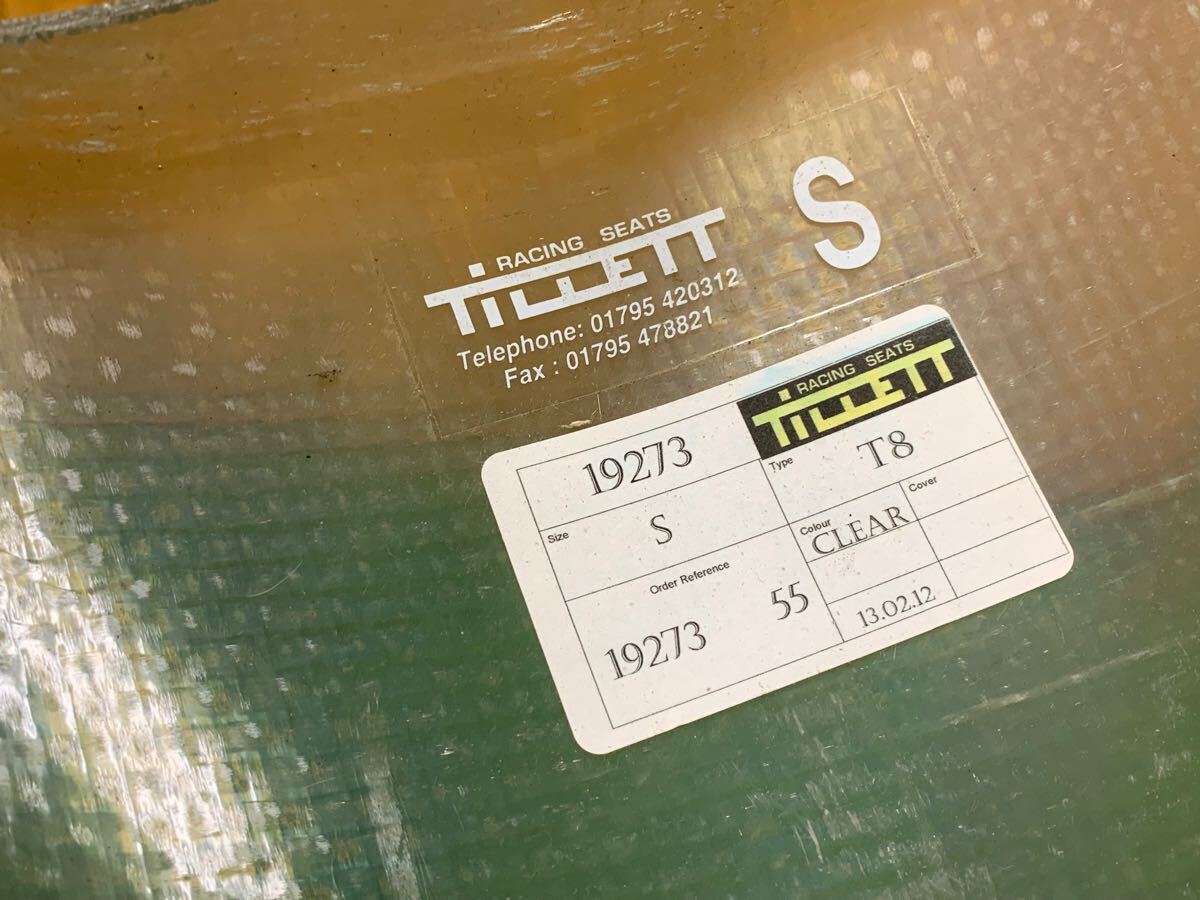 RACING SEATS
TILLETT
S
Telephone: 01795 420312
Fax : 01795 478821
RACING SEATS
TILLETT
19273
Type T8
Size S
Colour CLEAR
Cover
Order Reference
19273 55
13.02.12